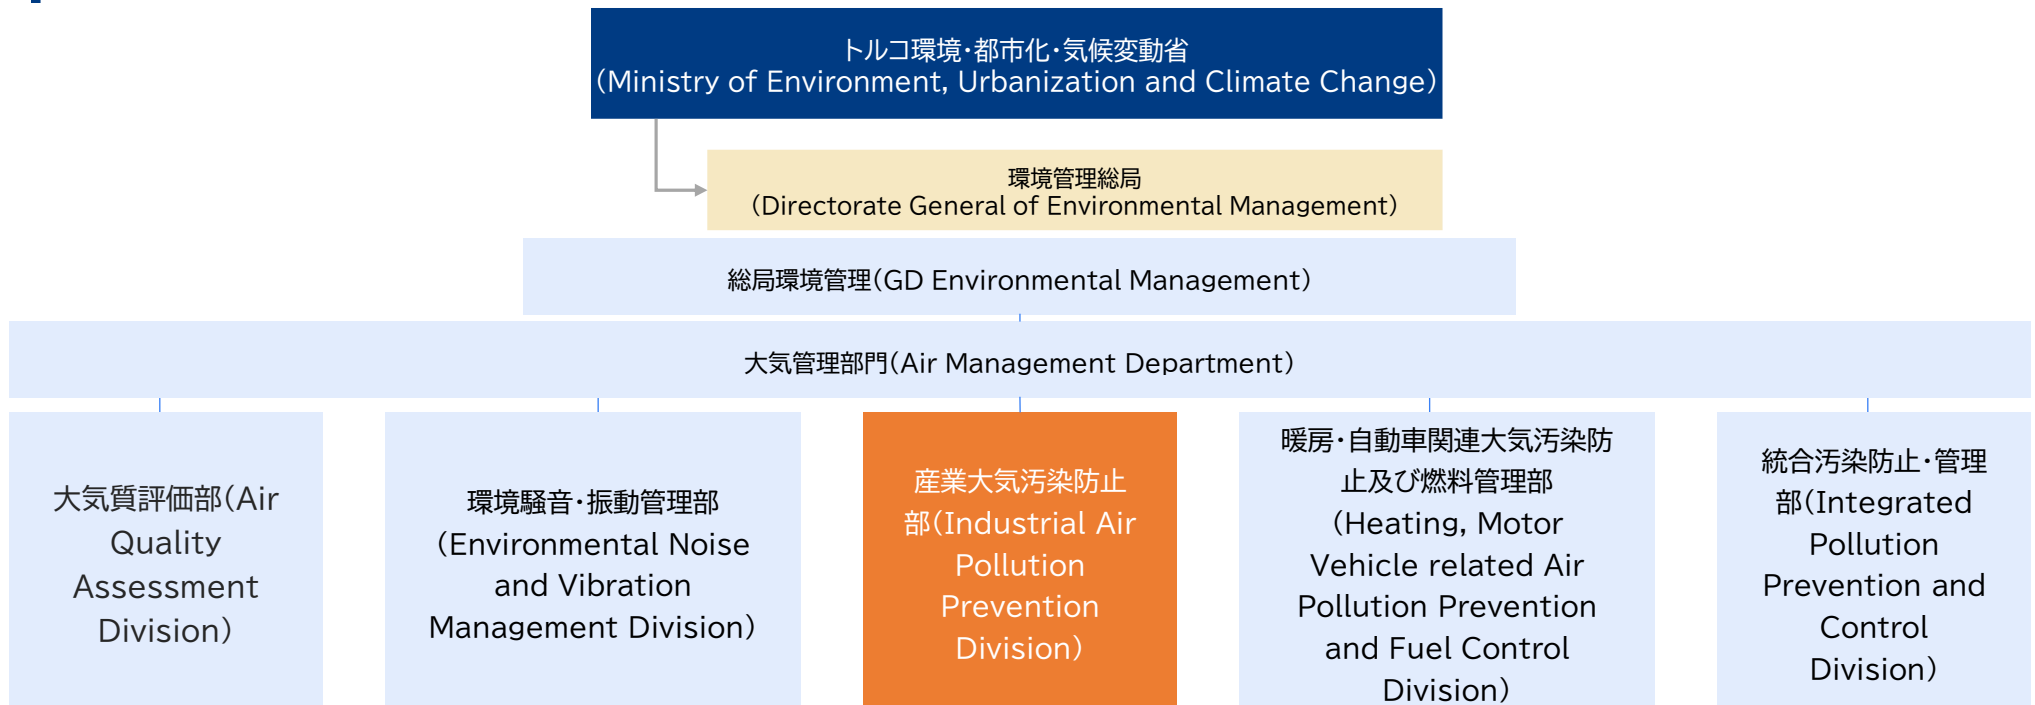 トルコ環境・都市化・気候変動省
（Ministry of Environment, Urbanization and Climate Change）
環境管理総局
（Directorate General of Environmental Management）
総局環境管理（GD Environmental Management）
大気管理部門（Air Management Department）
大気質評価部（Air
Quality
Assessment
Division）
環境騒音・振動管理部
（Environmental Noise
and Vibration
Management Division）
産業大気汚染防止
部（Industrial Air
Pollution
Prevention
Division）
暖房・自動車関連大気汚染防
止及び燃料管理部
（Heating, Motor
Vehicle related Air
Pollution Prevention
and Fuel Control
Division）
統合汚染防止・管理
部（Integrated
Pollution
Prevention and
Control
Division）